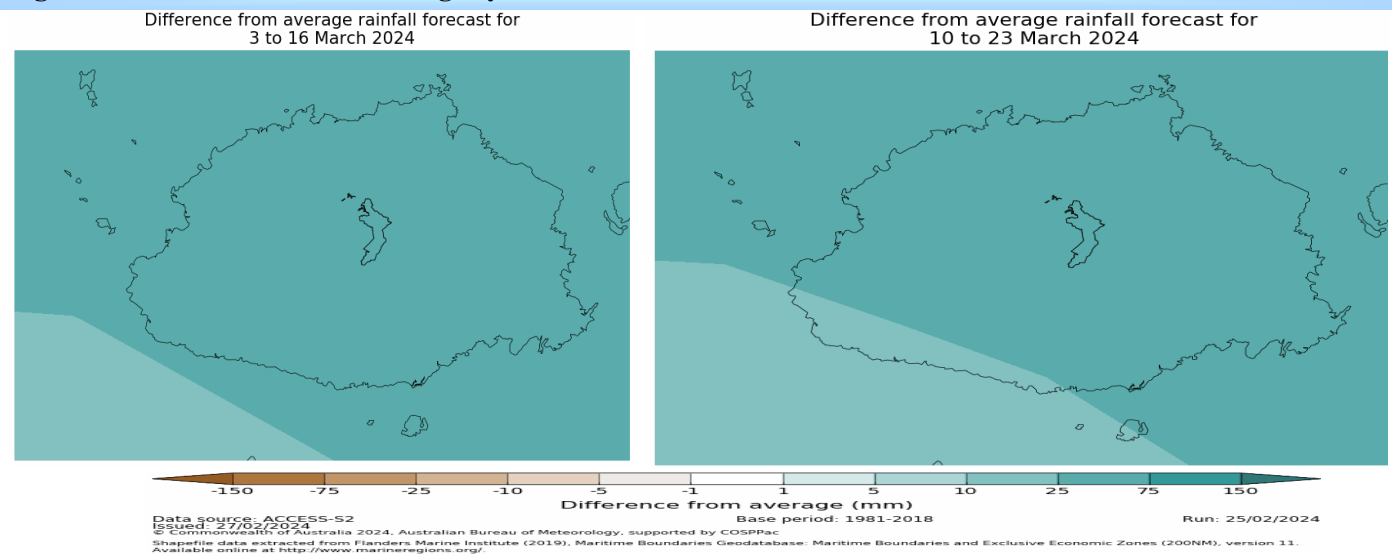 Difference from average rainfall forecast for
3 to 16 March 2024
Difference from average rainfall forecast for
10 to 23 March 2024
-150 -75 -25 -10 -5 -1 1 5 10 25 75 150
Difference from average (mm)
Data source: ACCESS-S2 Base period: 1981-2018 Run: 25/02/2024
Issued: 27/02/2024
© Commonwealth of Australia 2024, Australian Bureau of Meteorology, supported by COSPPac
Shapefile data extracted from Flanders Marine Institute (2019), Maritime Boundaries Geodatabase: Maritime Boundaries and Exclusive Economic Zones (200NM), version 11.
Available online at http://www.marineregions.org/.